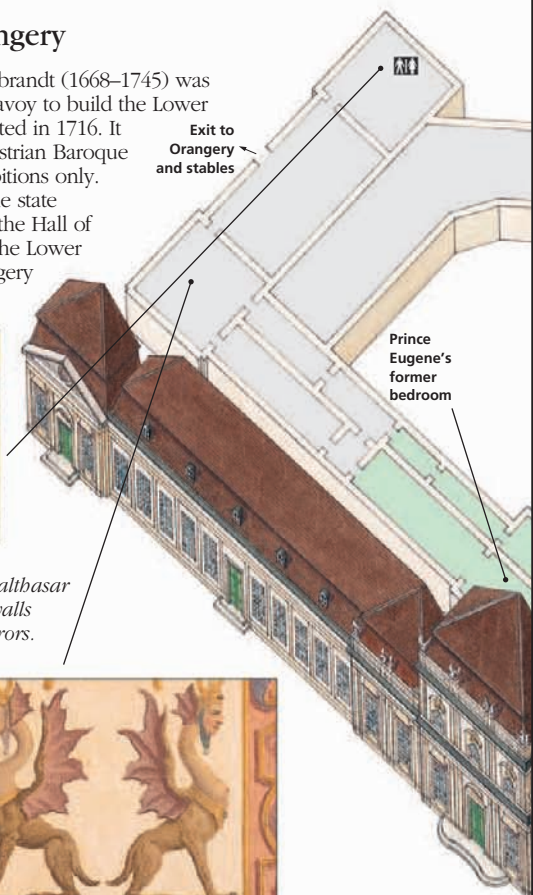 ngery
brandt (1668–1745) was
avoy to build the Lower
ted in 1716. It
strian Baroque
bitions only.
e state
the Hall of
he Lower
gery
Exit to
Orangery
and stables
Prince
Eugene's
former
bedroom
althasar
valls
rors.